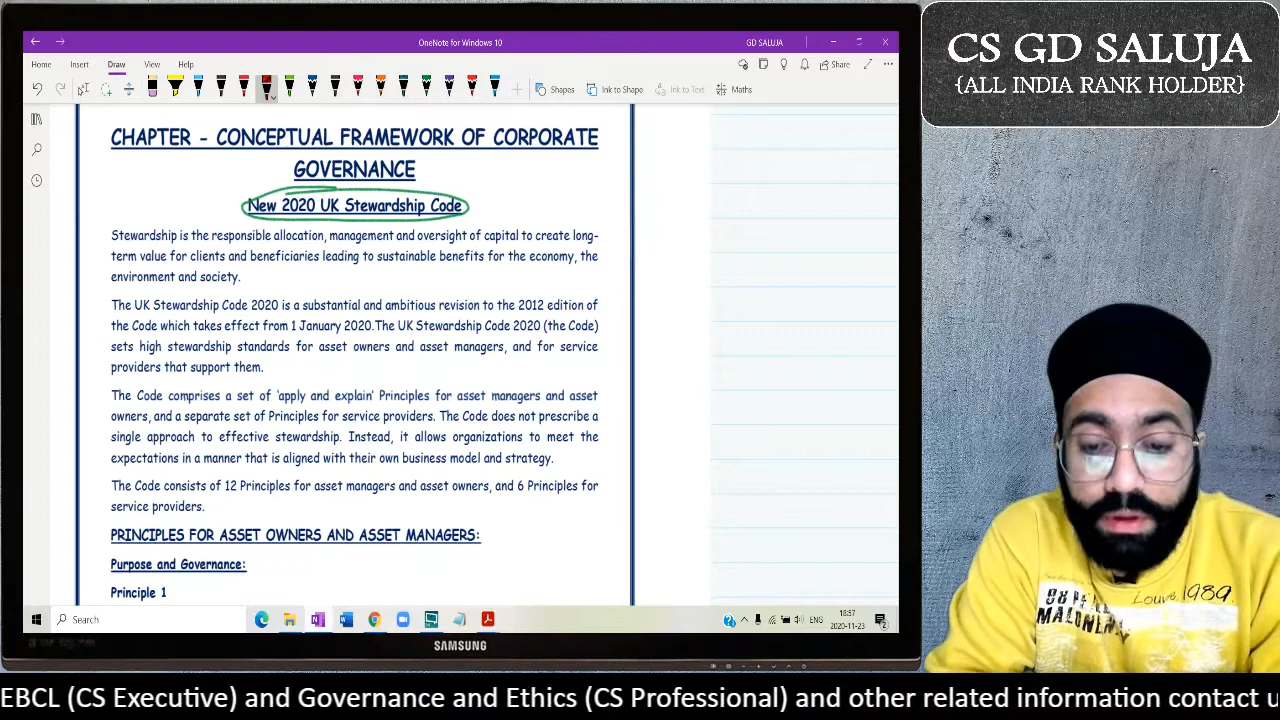 OneNote for Windows 10
GD SALUJA
Home Insert Draw View Help
Share
Shapes Ink to Shape Ink to Text Maths
CHAPTER - CONCEPTUAL FRAMEWORK OF CORPORATE
GOVERNANCE
New 2020 UK Stewardship Code
Stewardship is the responsible allocation, management and oversight of capital to create long-
term value for clients and beneficiaries leading to sustainable benefits for the economy, the
environment and society.
The UK Stewardship Code 2020 is a substantial and ambitious revision to the 2012 edition of
the Code which takes effect from 1 January 2020.The UK Stewardship Code 2020 (the Code)
sets high stewardship standards for asset owners and asset managers, and for service
providers that support them.
The Code comprises a set of ‘apply and explain’ Principles for asset managers and asset
owners, and a separate set of Principles for service providers. The Code does not prescribe a
single approach to effective stewardship. Instead, it allows organizations to meet the
expectations in a manner that is aligned with their own business model and strategy.
The Code consists of 12 Principles for asset managers and asset owners, and 6 Principles for
service providers.
PRINCIPLES FOR ASSET OWNERS AND ASSET MANAGERS:
Purpose and Governance:
Principle 1
Search
ENG
18:57
2020-11-23
SAMSUNG
CS GD SALUJA
{ALL INDIA RANK HOLDER}
Louvre 1989.
EBCL (CS Executive) and Governance and Ethics (CS Professional) and other related information contact u